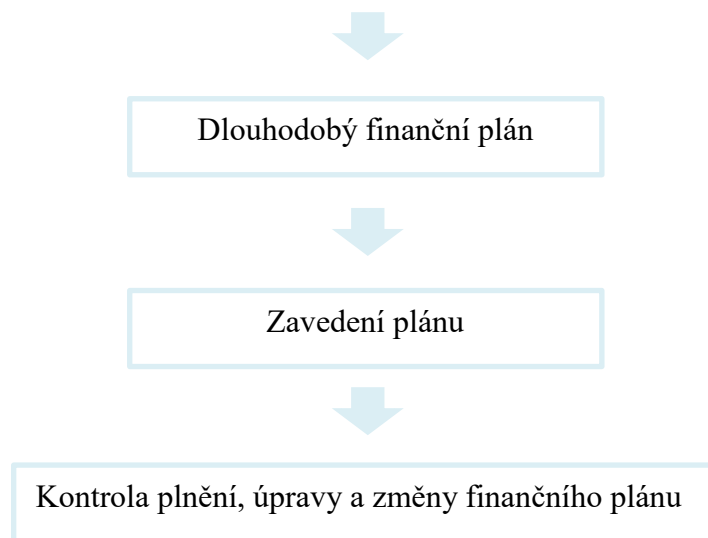 Dlouhodobý finanční plán
Zavedení plánu
Kontrola plnění, úpravy a změny finančního plánu